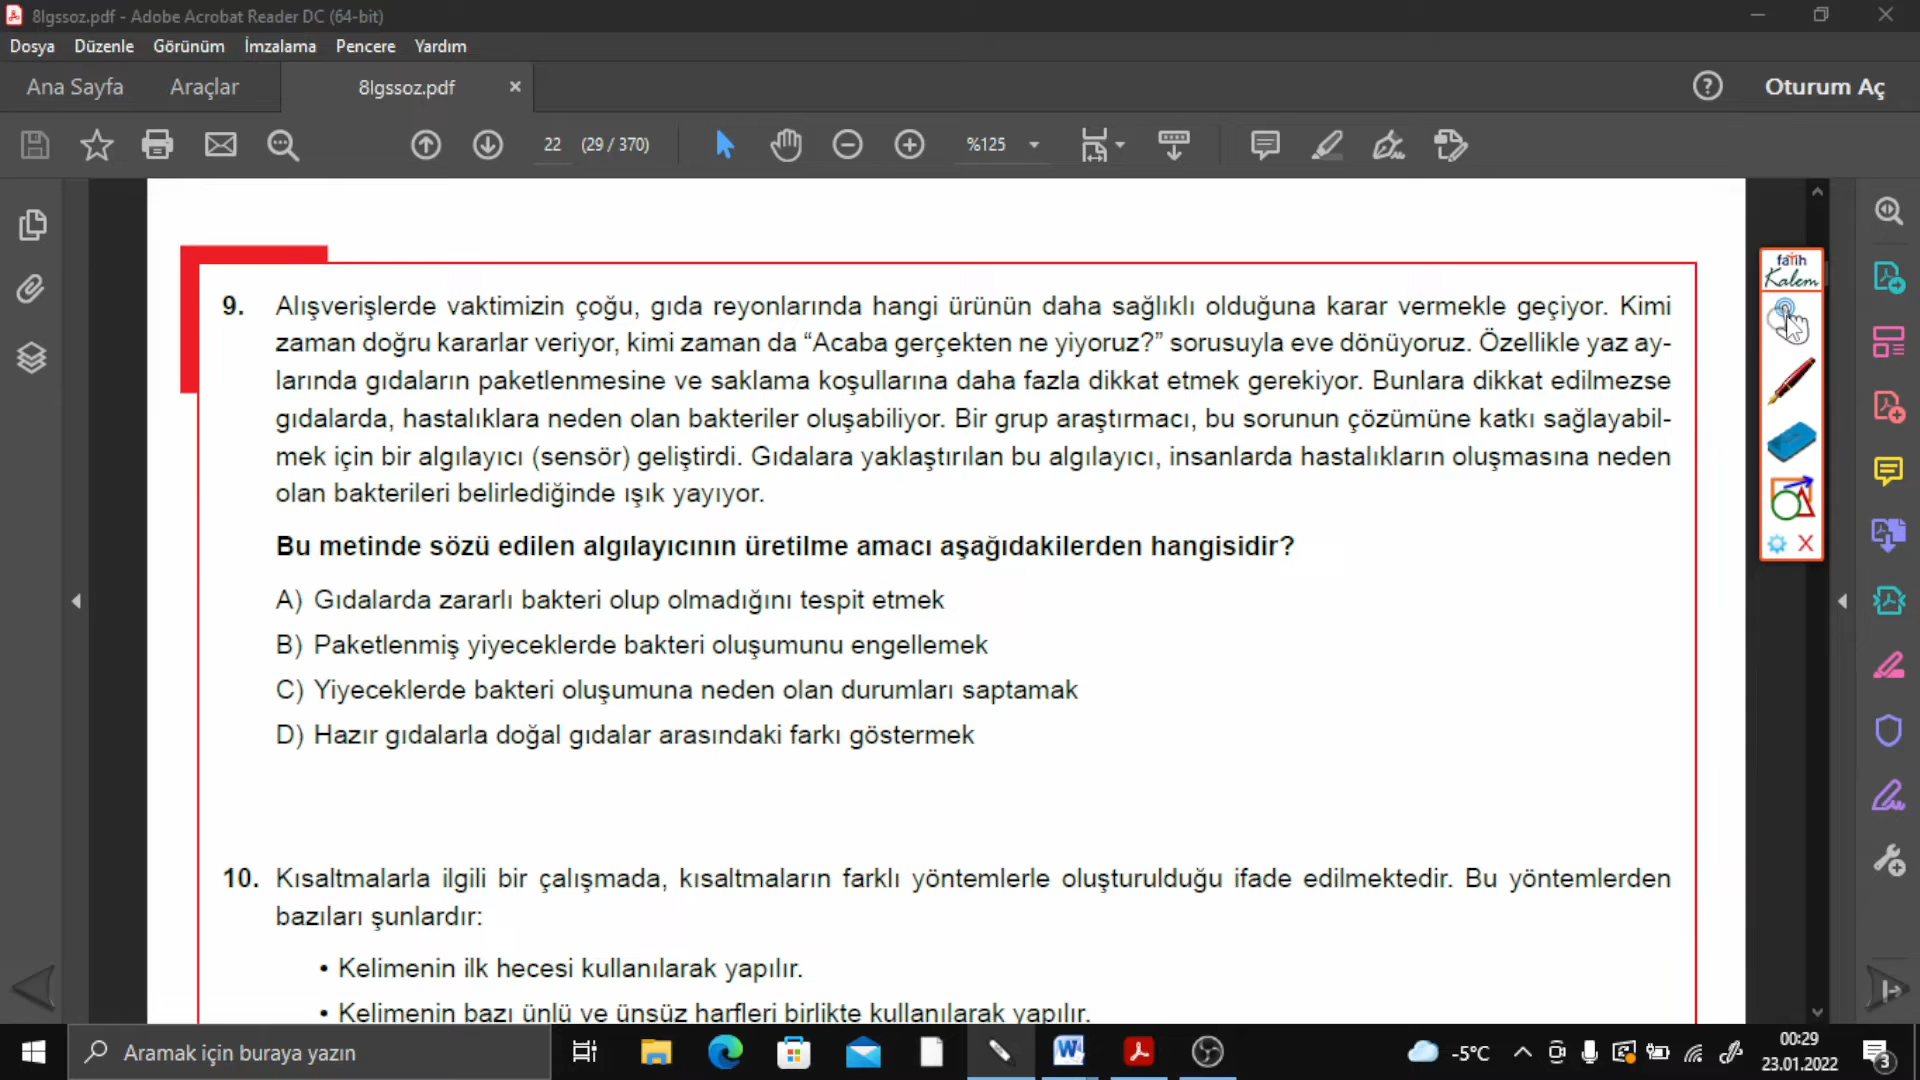 8lgssoz.pdf - Adobe Acrobat Reader DC (64-bit)
Dosya Düzenle Görünüm İmzalama Pencere Yardım
Ana Sayfa Araçlar 8lgssoz.pdf × Oturum Aç
22 (29 / 370) %125
fatih
Kalem
9. Alışverişlerde vaktimizin çoğu, gıda reyonlarında hangi ürünün daha sağlıklı olduğuna karar vermekle geçiyor. Kimi
zaman doğru kararlar veriyor, kimi zaman da “Acaba gerçekten ne yiyoruz?” sorusuyla eve dönüyoruz. Özellikle yaz ay-
larında gıdaların paketlenmesine ve saklama koşullarına daha fazla dikkat etmek gerekiyor. Bunlara dikkat edilmezse
gıdalarda, hastalıklara neden olan bakteriler oluşabiliyor. Bir grup araştırmacı, bu sorunun çözümüne katkı sağlayabil-
mek için bir algılayıcı (sensör) geliştirdi. Gıdalara yaklaştırılan bu algılayıcı, insanlarda hastalıkların oluşmasına neden
olan bakterileri belirlediğinde ışık yayıyor.
Bu metinde sözü edilen algılayıcının üretilme amacı aşağıdakilerden hangisidir?
A) Gıdalarda zararlı bakteri olup olmadığını tespit etmek
B) Paketlenmiş yiyeceklerde bakteri oluşumunu engellemek
C) Yiyeceklerde bakteri oluşumuna neden olan durumları saptamak
D) Hazır gıdalarla doğal gıdalar arasındaki farkı göstermek
10. Kısaltmalarla ilgili bir çalışmada, kısaltmaların farklı yöntemlerle oluşturulduğu ifade edilmektedir. Bu yöntemlerden
bazıları şunlardır:
• Kelimenin ilk hecesi kullanılarak yapılır.
• Kelimenin bazı ünlü ve ünsüz harfleri birlikte kullanılarak yapılır.
Aramak için buraya yazın
-5°C
00:29
23.01.2022
3